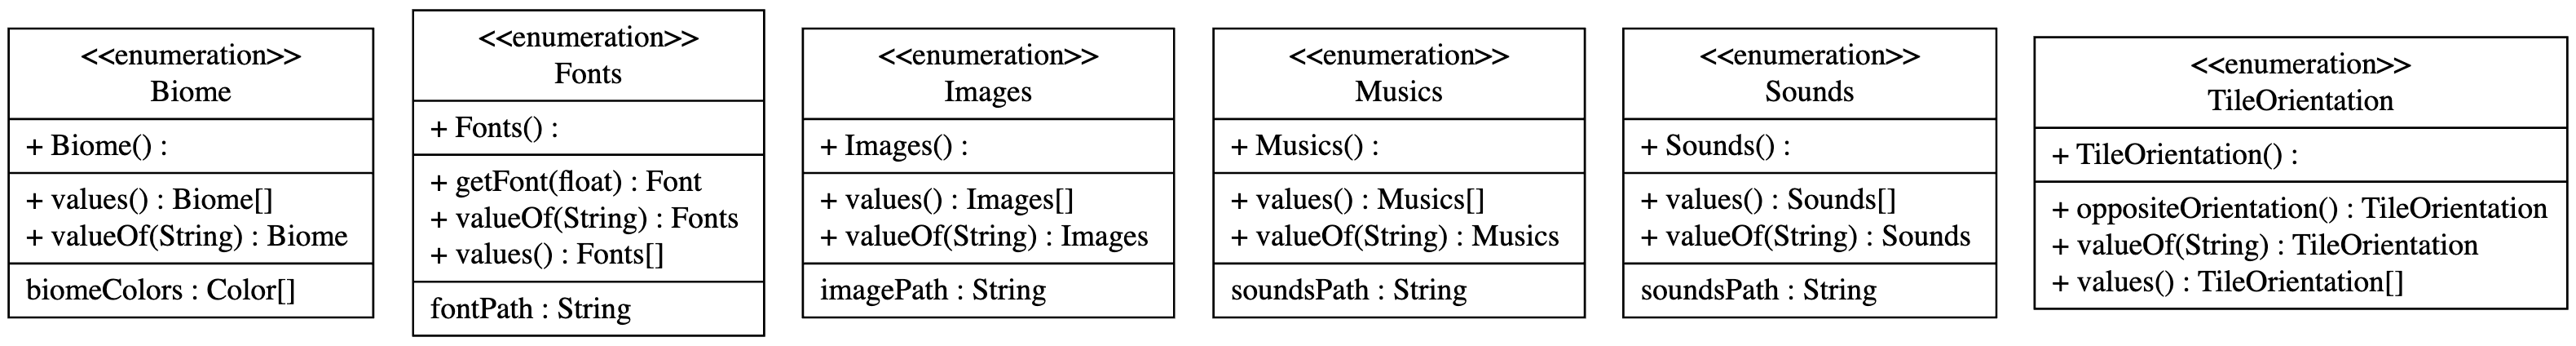 <<enumeration>>
Biome
+ Biome() :
+ values() : Biome[]
+ valueOf(String) : Biome
biomeColors : Color[]
<<enumeration>>
Fonts
+ Fonts() :
+ getFont(float) : Font
+ valueOf(String) : Fonts
+ values() : Fonts[]
fontPath : String
<<enumeration>>
Images
+ Images() :
+ values() : Images[]
+ valueOf(String) : Images
imagePath : String
<<enumeration>>
Musics
+ Musics() :
+ values() : Musics[]
+ valueOf(String) : Musics
soundsPath : String
<<enumeration>>
Sounds
+ Sounds() :
+ values() : Sounds[]
+ valueOf(String) : Sounds
soundsPath : String
<<enumeration>>
TileOrientation
+ TileOrientation() :
+ oppositeOrientation() : TileOrientation
+ valueOf(String) : TileOrientation
+ values() : TileOrientation[]